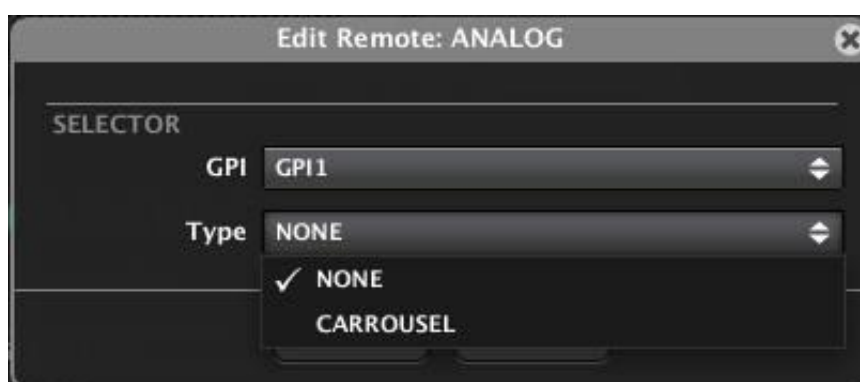 Edit Remote: ANALOG
SELECTOR
GPI GPI1
Type NONE
✓ NONE
CARROUSEL